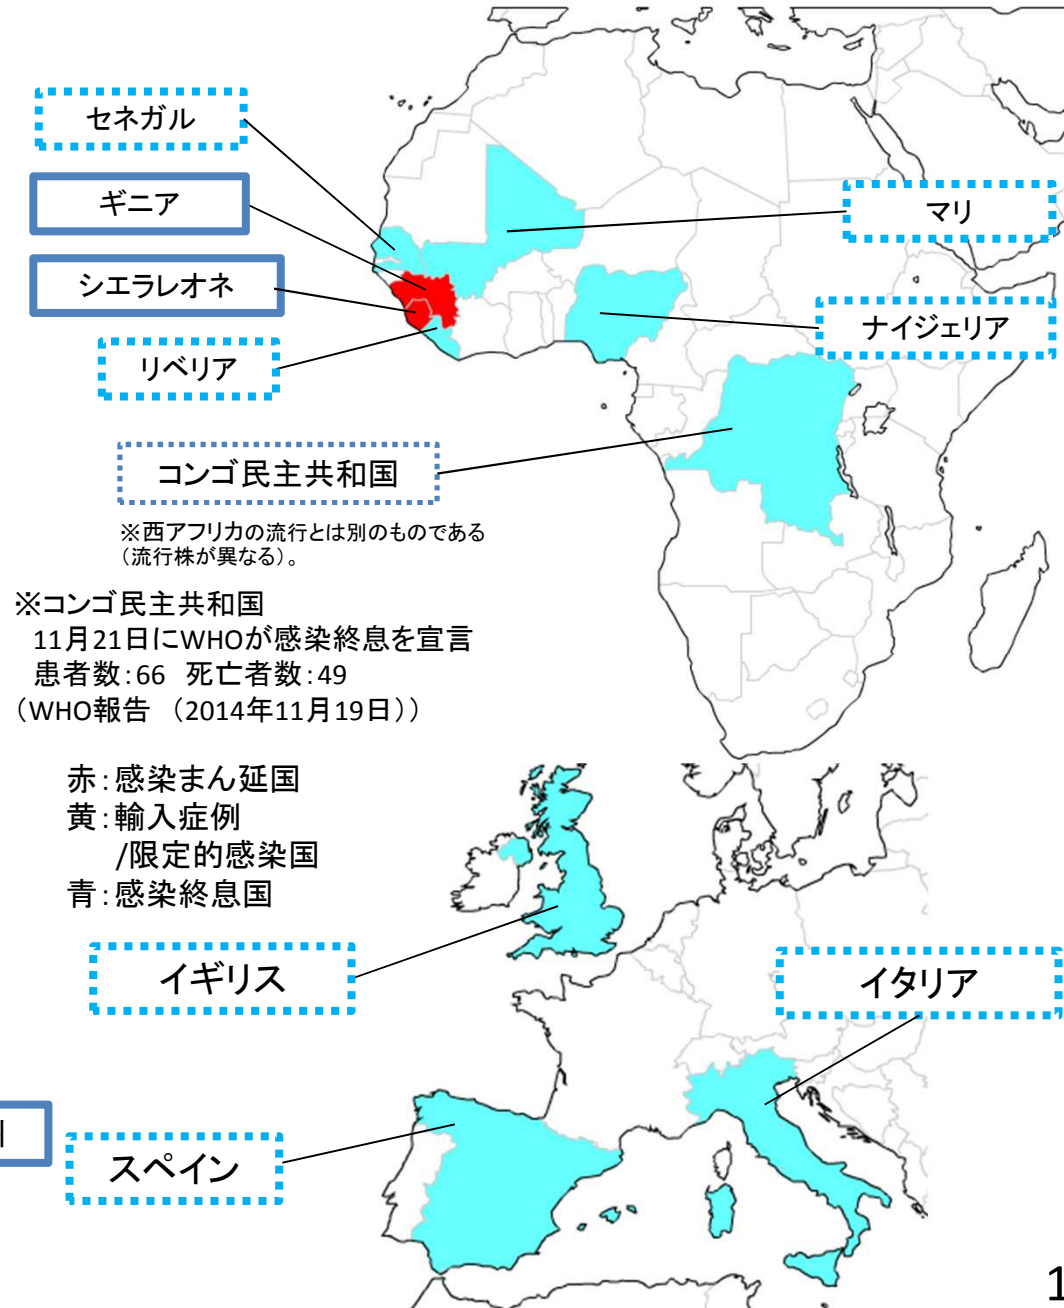 セネガル
ギニア
シエラレオネ
リベリア
マリ
ナイジェリア
コンゴ民主共和国
※西アフリカの流行とは別のものである
（流行株が異なる）。
※コンゴ民主共和国
11月21日にWHOが感染終息を宣言
患者数：66　死亡者数：49
（WHO報告　（2014年11月19日））
赤：感染まん延国
黄：輸入症例
/限定的感染国
青：感染終息国
イギリス
イタリア
スペイン
1